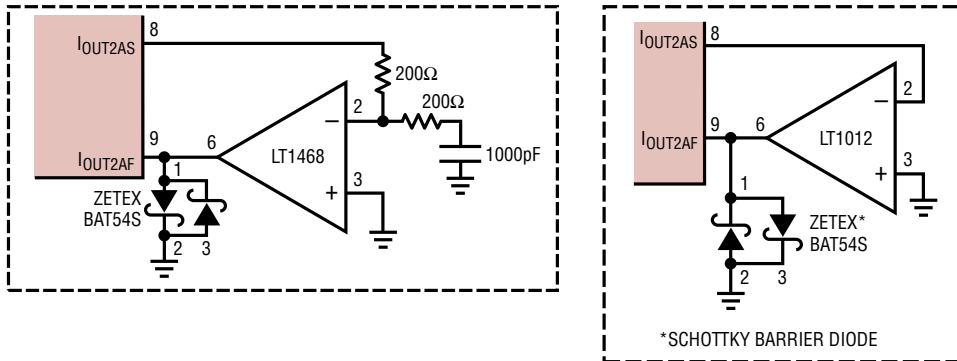 8
IOUT2AS
200Ω
200Ω
2
−
LT1468
1000pF
9
6
IOUT2AF
1
3
+
ZETEX
BAT54S
2
3
8
IOUT2AS
2
−
9
6
LT1012
IOUT2AF
3
+
1
ZETEX*
BAT54S
2
3
*SCHOTTKY BARRIER DIODE